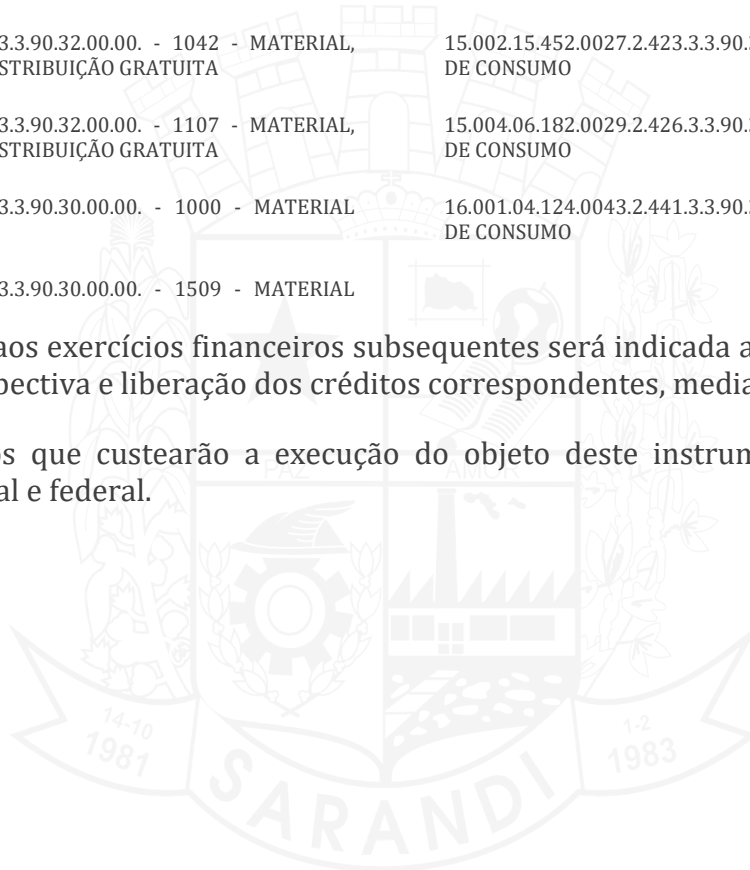 3.3.90.32.00.00. - 1042 - MATERIAL,
STRIBUIÇÃO GRATUITA
15.002.15.452.0027.2.423.3.3.90.
DE CONSUMO
3.3.90.32.00.00. - 1107 - MATERIAL,
STRIBUIÇÃO GRATUITA
15.004.06.182.0029.2.426.3.3.90.
DE CONSUMO
3.3.90.30.00.00. - 1000 - MATERIAL
16.001.04.124.0043.2.441.3.3.90.
DE CONSUMO
3.3.90.30.00.00. - 1509 - MATERIAL
aos exercícios financeiros subsequentes será indicada a
pectiva e liberação dos créditos correspondentes, media
os que custearão a execução do objeto deste instrum
al e federal.
PAZ AMOR
14-10
1981
1-2
1983
SARANDI